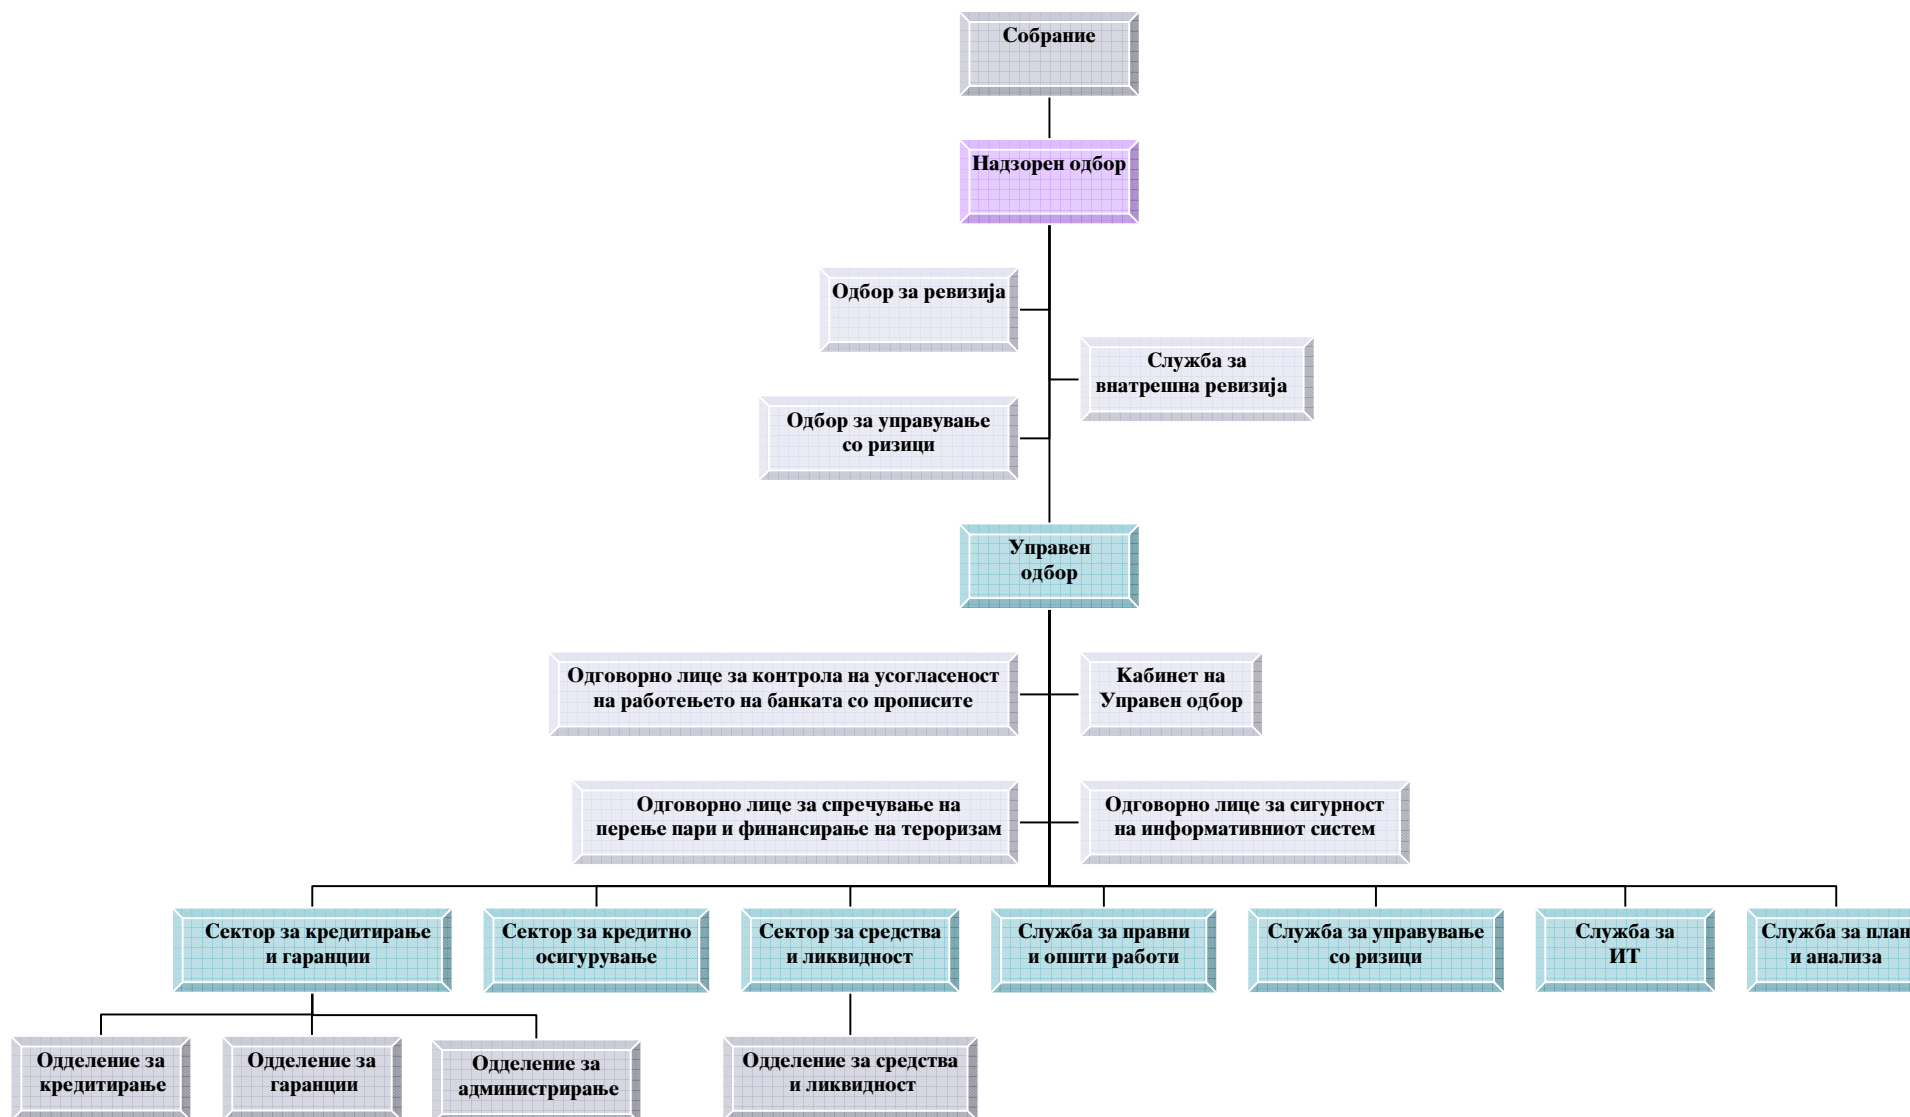 Собрание
Надзорен одбор
Одбор за ревизија
Служба за
внатрешна ревизија
Одбор за управување
со ризици
Управен
одбор
Одговорно лице за контрола на усогласеност
на работењето на банката со прописите
Кабинет на
Управен одбор
Одговорно лице за спречување на
перење пари и финансирање на тероризам
Одговорно лице за сигурност
на информативниот систем
Сектор за кредитирање
и гаранции
Сектор за кредитно
осигурување
Сектор за средства
и ликвидност
Служба за правни
и општи работи
Служба за управување
со ризици
Служба за
ИТ
Служба за план
и анализа
Одделение за
кредитирање
Одделение за
гаранции
Одделение за
администрирање
Одделение за средства
и ликвидност